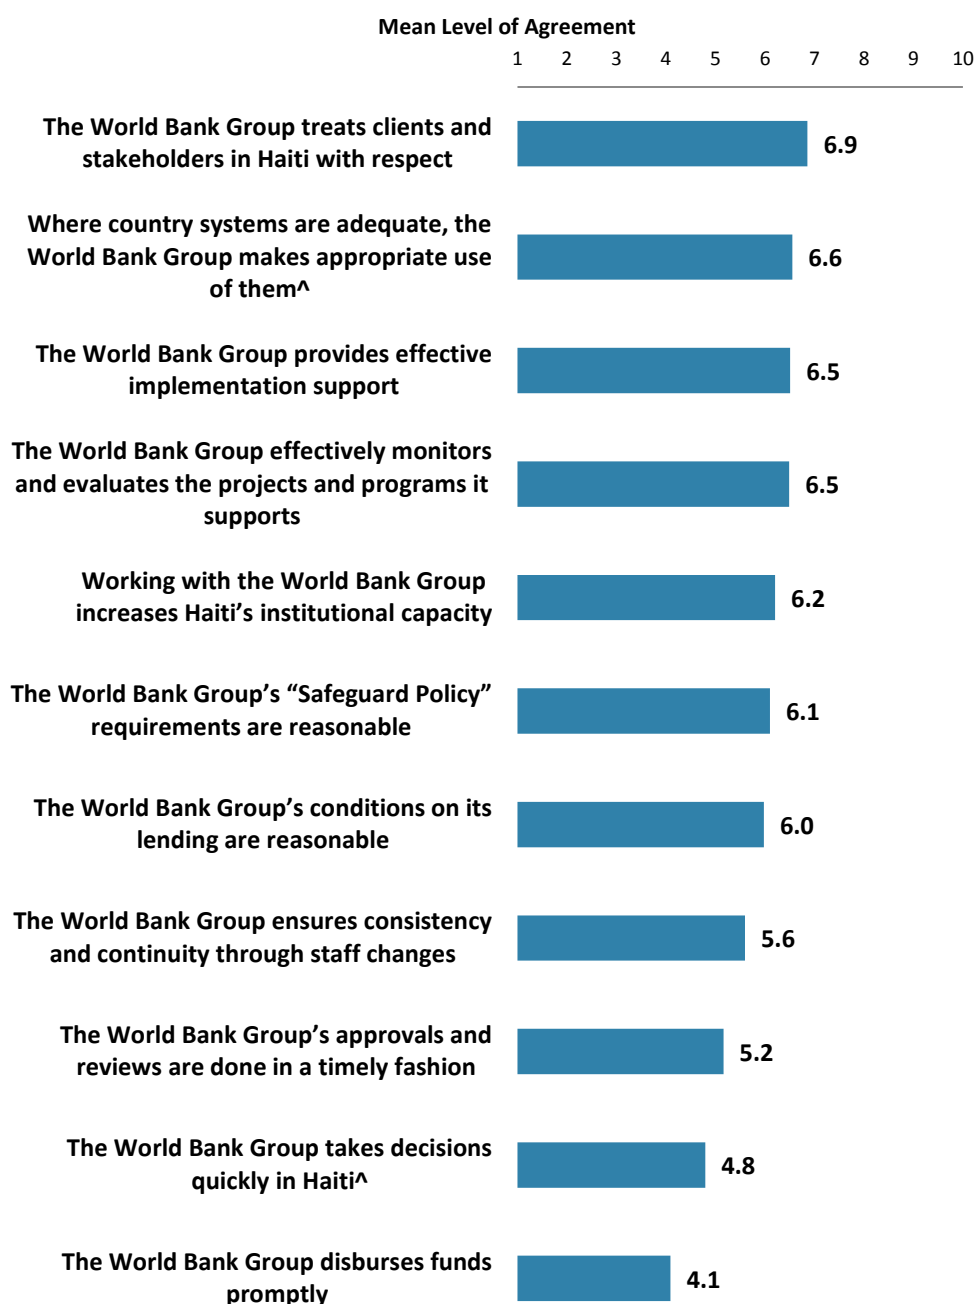 Mean Level of Agreement
1 2 3 4 5 6 7 8 9 10
The World Bank Group treats clients and
stakeholders in Haiti with respect
6.9
Where country systems are adequate, the
World Bank Group makes appropriate use
of them^
6.6
The World Bank Group provides effective
implementation support
6.5
The World Bank Group effectively monitors
and evaluates the projects and programs it
supports
6.5
Working with the World Bank Group
increases Haiti’s institutional capacity
6.2
The World Bank Group’s “Safeguard Policy”
requirements are reasonable
6.1
The World Bank Group’s conditions on its
lending are reasonable
6.0
The World Bank Group ensures consistency
and continuity through staff changes
5.6
The World Bank Group’s approvals and
reviews are done in a timely fashion
5.2
The World Bank Group takes decisions
quickly in Haiti^
4.8
The World Bank Group disburses funds
promptly
4.1